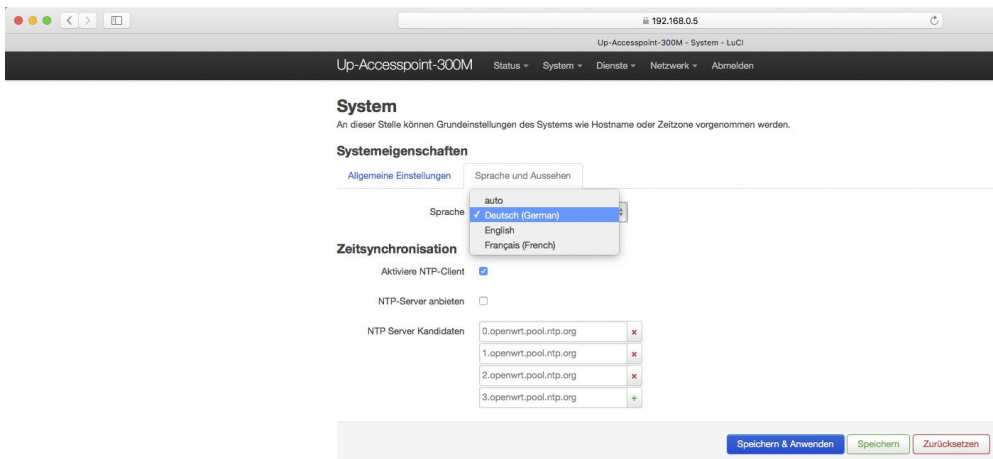 192.168.0.5
Up-Accesspoint-300M - System - LuCI
Up-Accesspoint-300M Status System Dienste Netzwerk Abmelden
System
An dieser Stelle können Grundeinstellungen des Systems wie Hostname oder Zeitzone vorgenommen werden.
Systemeigenschaften
Allgemeine Einstellungen Sprache und Aussehen
auto
Sprache ✓ Deutsch (German)
English
Français (French)
Zeitsynchronisation
Aktiviere NTP-Client
NTP-Server anbieten
NTP Server Kandidaten 0.openwrt.pool.ntp.org
1.openwrt.pool.ntp.org
2.openwrt.pool.ntp.org
3.openwrt.pool.ntp.org
Speichern & Anwenden Speichern Zurücksetzen